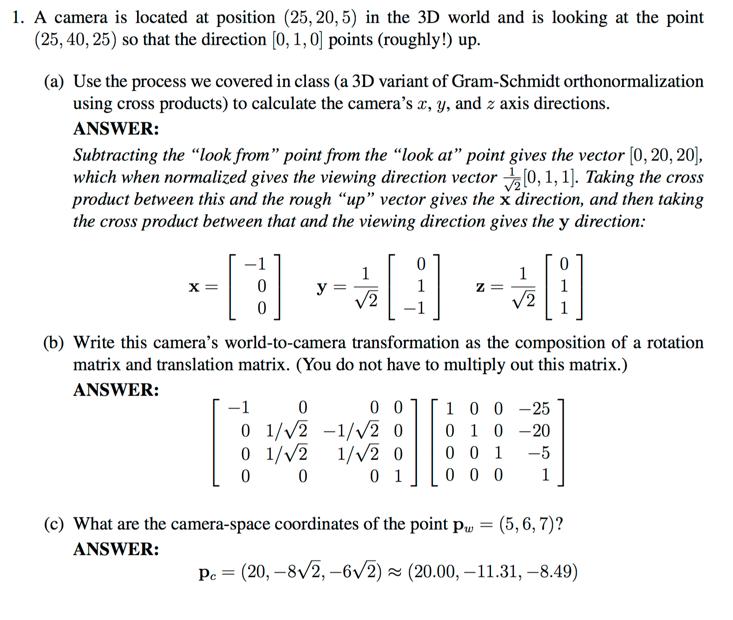 1. A camera is located at position (25, 20, 5) in the 3D world and is looking at the point
(25, 40, 25) so that the direction [0, 1, 0] points (roughly!) up.
(a) Use the process we covered in class (a 3D variant of Gram-Schmidt orthonormalization
using cross products) to calculate the camera's x, y, and z axis directions.
ANSWER:
Subtracting the “look from” point from the “look at” point gives the vector [0, 20, 20],
which when normalized gives the viewing direction vector 1/√2[0, 1, 1]. Taking the cross
product between this and the rough “up” vector gives the x direction, and then taking
the cross product between that and the viewing direction gives the y direction:
x = [ −1 0 0 ] y = 1/√2 [ 0 1 −1 ] z = 1/√2 [ 0 1 1 ]
(b) Write this camera's world-to-camera transformation as the composition of a rotation
matrix and translation matrix. (You do not have to multiply out this matrix.)
ANSWER:
−1 0 0 0 1 0 0 −25
0 1/√2 −1/√2 0 0 1 0 −20
0 1/√2 1/√2 0 0 0 1 −5
0 0 0 1 0 0 0 1
(c) What are the camera-space coordinates of the point p_w = (5, 6, 7)?
ANSWER:
p_c = (20, −8√2, −6√2) ≈ (20.00, −11.31, −8.49)